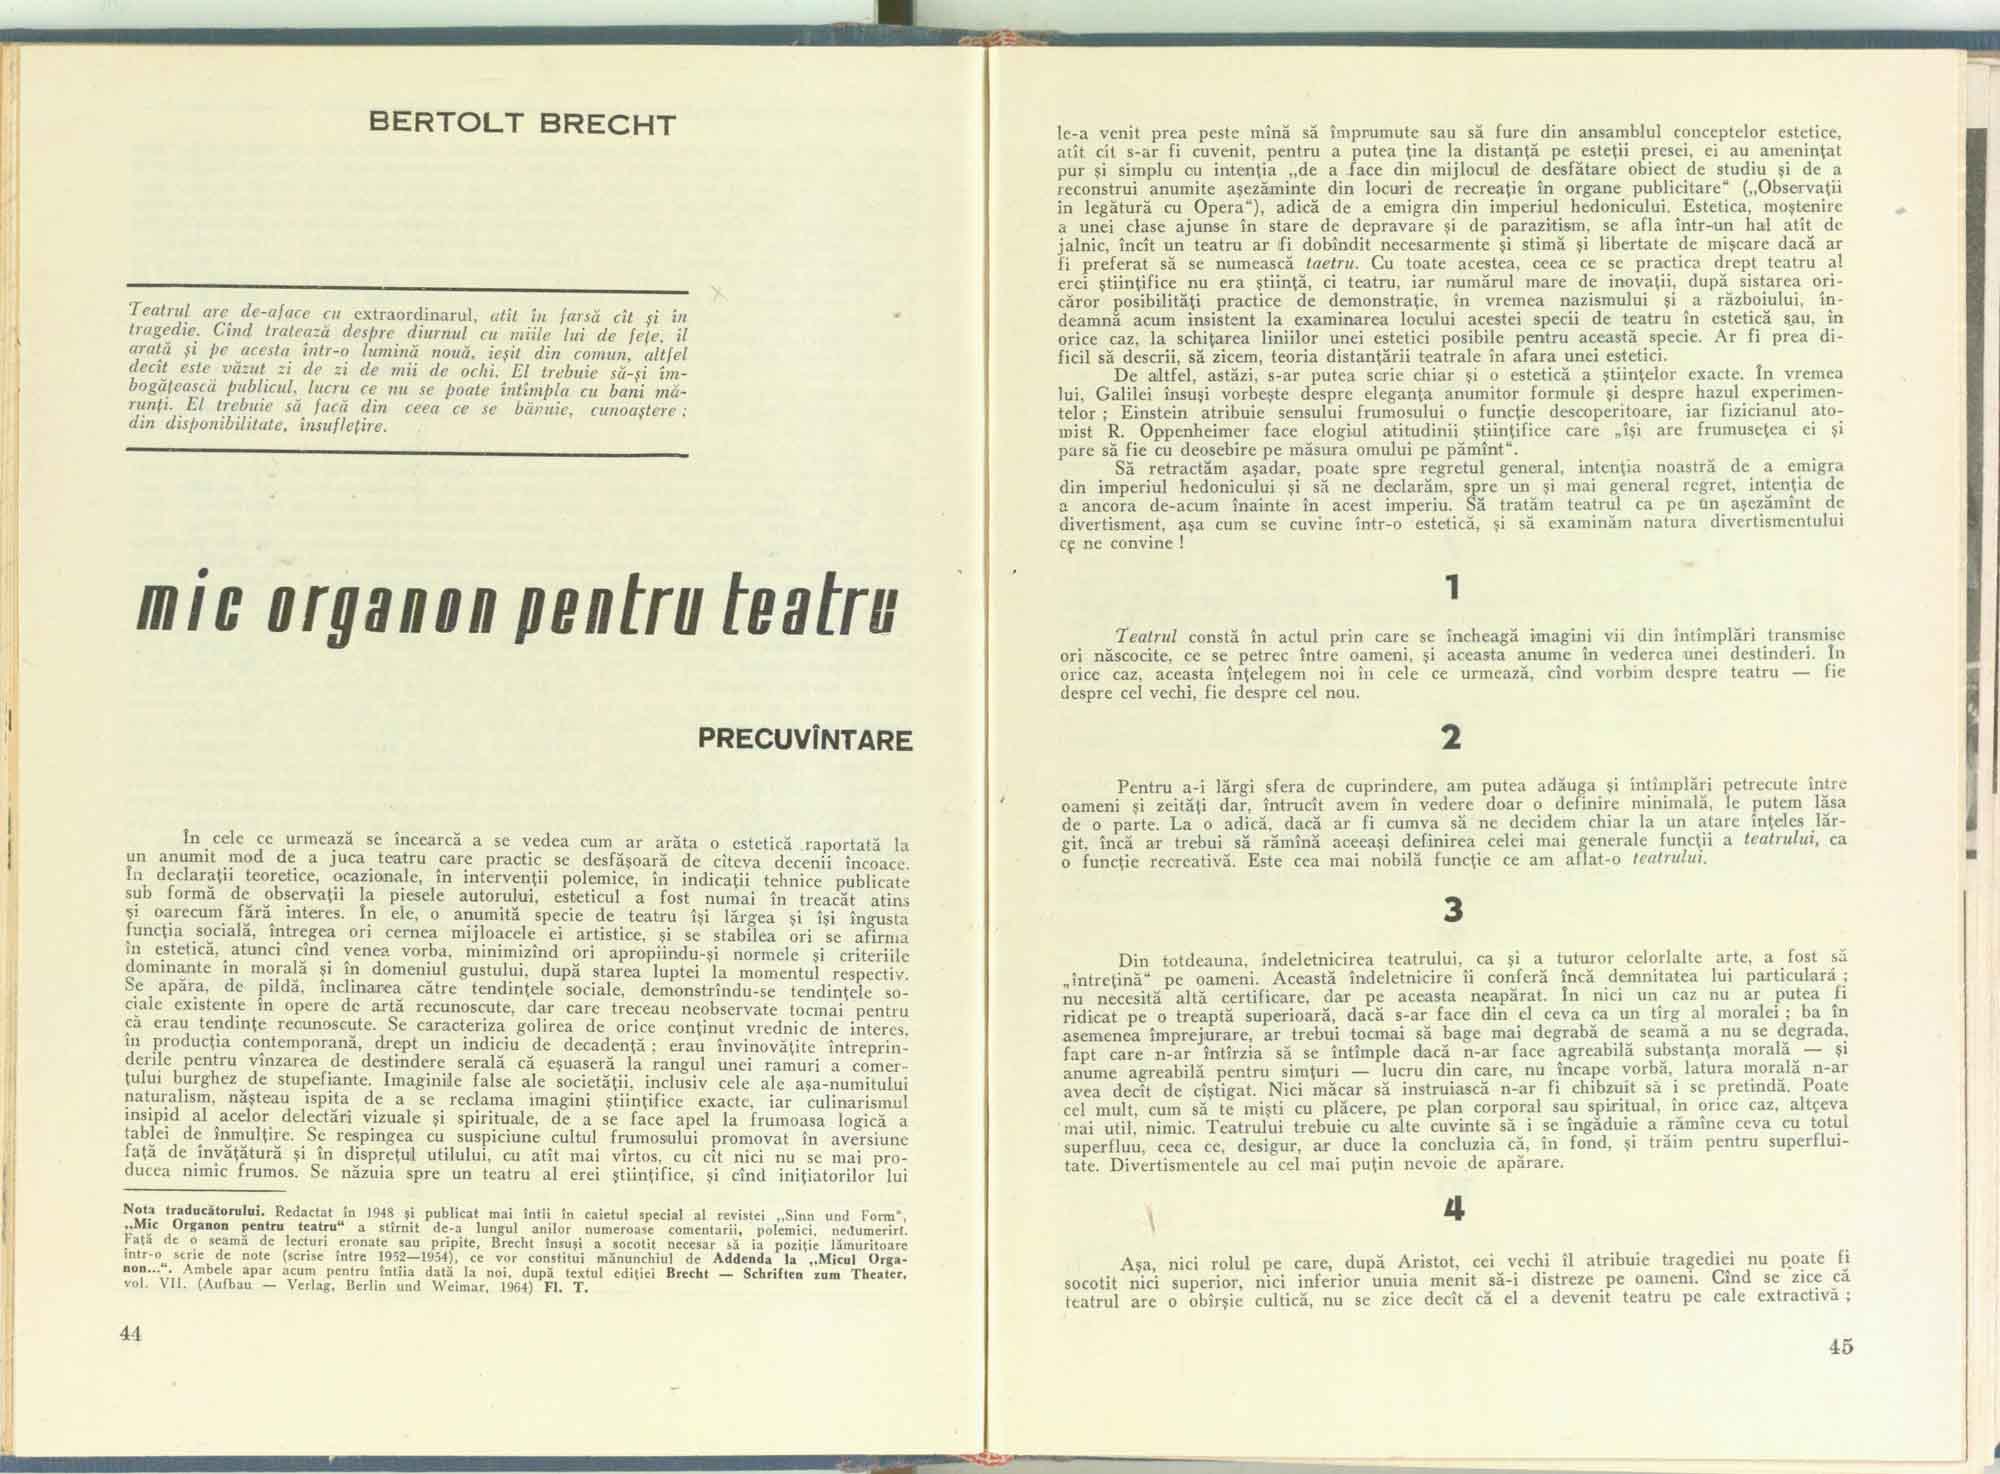 BERTOLT BRECHT
Teatrul are de-aface cu extraordinarul, atît în farsă cît și în
tragedie. Cînd tratează despre diurnul cu miile lui de fețe, il
arată și pe acesta într-o lumină nouă, ieșit din comun, altfel
decît este văzut zi de zi de mii de ochi. El trebuie să-și îm-
bogățească publicul, lucru ce nu se poate întîmpla cu bani mă-
runți. El trebuie să facă din ceea ce se bănuie, cunoaștere ;
din disponibilitate, însuflețire.
mic organon pentru teatru
PRECUVÎNTARE
În cele ce urmează se încearcă a se vedea cum ar arăta o estetică raportată la
un anumit mod de a juca teatru care practic se desfășoară de cîteva decenii încoace.
În declarații teoretice, ocazionale, în intervenții polemice, în indicații tehnice publicate
sub formă de observații la piesele autorului, esteticul a fost numai în treacăt atins
și oarecum fără interes. În ele, o anumită specie de teatru își lărgea și își îngusta
funcția socială, întregea ori cernea mijloacele ei artistice, și se stabilea ori se afirma
în estetică, atunci cînd venea vorba, minimizînd ori apropiindu-și normele și criteriile
dominante în morală și în domeniul gustului, după starea luptei la momentul respectiv.
Se apăra, de pildă, înclinarea către tendințele sociale, demonstrîndu-se tendințele so-
ciale existente în opere de artă recunoscute, dar care treceau neobservate tocmai pentru
că erau tendințe recunoscute. Se caracteriza golirea de orice conținut vrednic de interes,
în producția contemporană, drept un indiciu de decadență ; erau învinovățite întreprin-
derile pentru vînzarea de destindere serală că eșuaseră la rangul unei ramuri a comer-
țului burghez de stupefiante. Imaginile false ale societății, inclusiv cele ale așa-numitului
naturalism, nășteau ispita de a se reclama imagini științifice exacte, iar culinarismul
insipid al acelor delectări vizuale și spirituale, de a se face apel la frumoasa logică a
tablei de înmulțire. Se respingea cu suspiciune cultul frumosului promovat în aversiune
față de învățătură și în disprețul utilului, cu atît mai vîrtos, cu cît nici nu se mai pro-
ducea nimic frumos. Se năzuia spre un teatru al erei științifice, și cînd inițiatorilor lui
Nota traducătorului. Redactat în 1948 și publicat mai întîi în caietul special al revistei „Sinn und Form“,
„Mic Organon pentru teatru“ a stîrnit de-a lungul anilor numeroase comentarii, polemici, nedumeriri.
Față de o seamă de lecturi eronate sau pripite, Brecht însuși a socotit necesar să ia poziție lămuritoare
într-o serie de note (scrise între 1952—1954), ce vor constitui mănunchiul de Addenda la „Micul Orga-
non...“. Ambele apar acum pentru întîia dată la noi, după textul ediției Brecht — Schriften zum Theater,
vol. VII. (Aufbau — Verlag, Berlin und Weimar, 1964) Fl. T.
44
le-a venit prea peste mînă să împrumute sau să fure din ansamblul conceptelor estetice,
atît cît s-ar fi cuvenit, pentru a putea ține la distanță pe esteții presei, ei au amenințat
pur și simplu cu intenția „de a face din mijlocul de desfătare obiect de studiu și de a
reconstrui anumite așezăminte din locuri de recreație în organe publicitare“ („Observații
în legătură cu Opera“), adică de a emigra din imperiul hedonicului. Estetica, moștenire
a unei clase ajunse în stare de depravare și de parazitism, se afla într-un hal atît de
jalnic, încît un teatru ar fi dobîndit necesarmente și stimă și libertate de mișcare dacă ar
fi preferat să se numească taetru. Cu toate acestea, ceea ce se practica drept teatru al
erei științifice nu era știință, ci teatru, iar numărul mare de inovații, după sistarea ori-
căror posibilități practice de demonstrație, în vremea nazismului și a războiului, în-
deamnă acum insistent la examinarea locului acestei specii de teatru în estetică sau, în
orice caz, la schițarea liniilor unei estetici posibile pentru această specie. Ar fi prea di-
ficil să descrii, să zicem, teoria distanțării teatrale în afara unei estetici.
De altfel, astăzi, s-ar putea scrie chiar și o estetică a științelor exacte. În vremea
lui, Galilei însuși vorbește despre eleganța anumitor formule și despre hazul experimen-
telor ; Einstein atribuie sensului frumosului o funcție descoperitoare, iar fizicianul ato-
mist R. Oppenheimer face elogiul atitudinii științifice care „își are frumusețea ei și
pare să fie cu deosebire pe măsura omului pe pămînt“.
Să retractăm așadar, poate spre regretul general, intenția noastră de a emigra
din imperiul hedonicului și să ne declarăm, spre un și mai general regret, intenția de
a ancora de-acum înainte în acest imperiu. Să tratăm teatrul ca pe un așezămînt de
divertisment, așa cum se cuvine într-o estetică, și să examinăm natura divertismentului
ce ne convine !
1
Teatrul constă în actul prin care se încheagă imagini vii din întîmplări transmise
ori născocite, ce se petrec între oameni, și aceasta anume în vederea unei destinderi. În
orice caz, aceasta înțelegem noi în cele ce urmează, cînd vorbim despre teatru — fie
despre cel vechi, fie despre cel nou.
2
Pentru a-i lărgi sfera de cuprindere, am putea adăuga și întîmplări petrecute între
oameni și zeități dar, întrucît avem în vedere doar o definire minimală, le putem lăsa
de o parte. La o adică, dacă ar fi cumva să ne decidem chiar la un atare înțeles lăr-
git, încă ar trebui să rămînă aceeași definirea celei mai generale funcții a teatrului, ca
o funcție recreativă. Este cea mai nobilă funcție ce am aflat-o teatrului.
3
Din totdeauna, îndeletnicirea teatrului, ca și a tuturor celorlalte arte, a fost să
„întrețină“ pe oameni. Această îndeletnicire îi conferă încă demnitatea lui particulară ;
nu necesită altă certificare, dar pe aceasta neapărat. În nici un caz nu ar putea fi
ridicat pe o treaptă superioară, dacă s-ar face din el ceva ca un tîrg al moralei ; ba în
asemenea împrejurare, ar trebui tocmai să bage mai degrabă de seamă a nu se degrada,
fapt care n-ar întîrzia să se întîmple dacă n-ar face agreabilă substanța morală — și
anume agreabilă pentru simțuri — lucru din care, nu încape vorbă, latura morală n-ar
avea decît de cîștigat. Nici măcar să instruiască n-ar fi chibzuit să i se pretindă. Poate
cel mult, cum să te miști cu plăcere, pe plan corporal sau spiritual, în orice caz, altceva
mai util, nimic. Teatrului trebuie cu alte cuvinte să i se îngăduie a rămîne ceva cu totul
superfluu, ceea ce, desigur, ar duce la concluzia că, în fond, și trăim pentru superflui-
tate. Divertismentele au cel mai puțin nevoie de apărare.
4
Așa, nici rolul pe care, după Aristot, cei vechi îl atribuie tragediei nu poate fi
socotit nici superior, nici inferior unuia menit să-i distreze pe oameni. Cînd se zice că
teatrul are o obîrșie cultică, nu se zice decît că el a devenit teatru pe cale extractivă ;
45